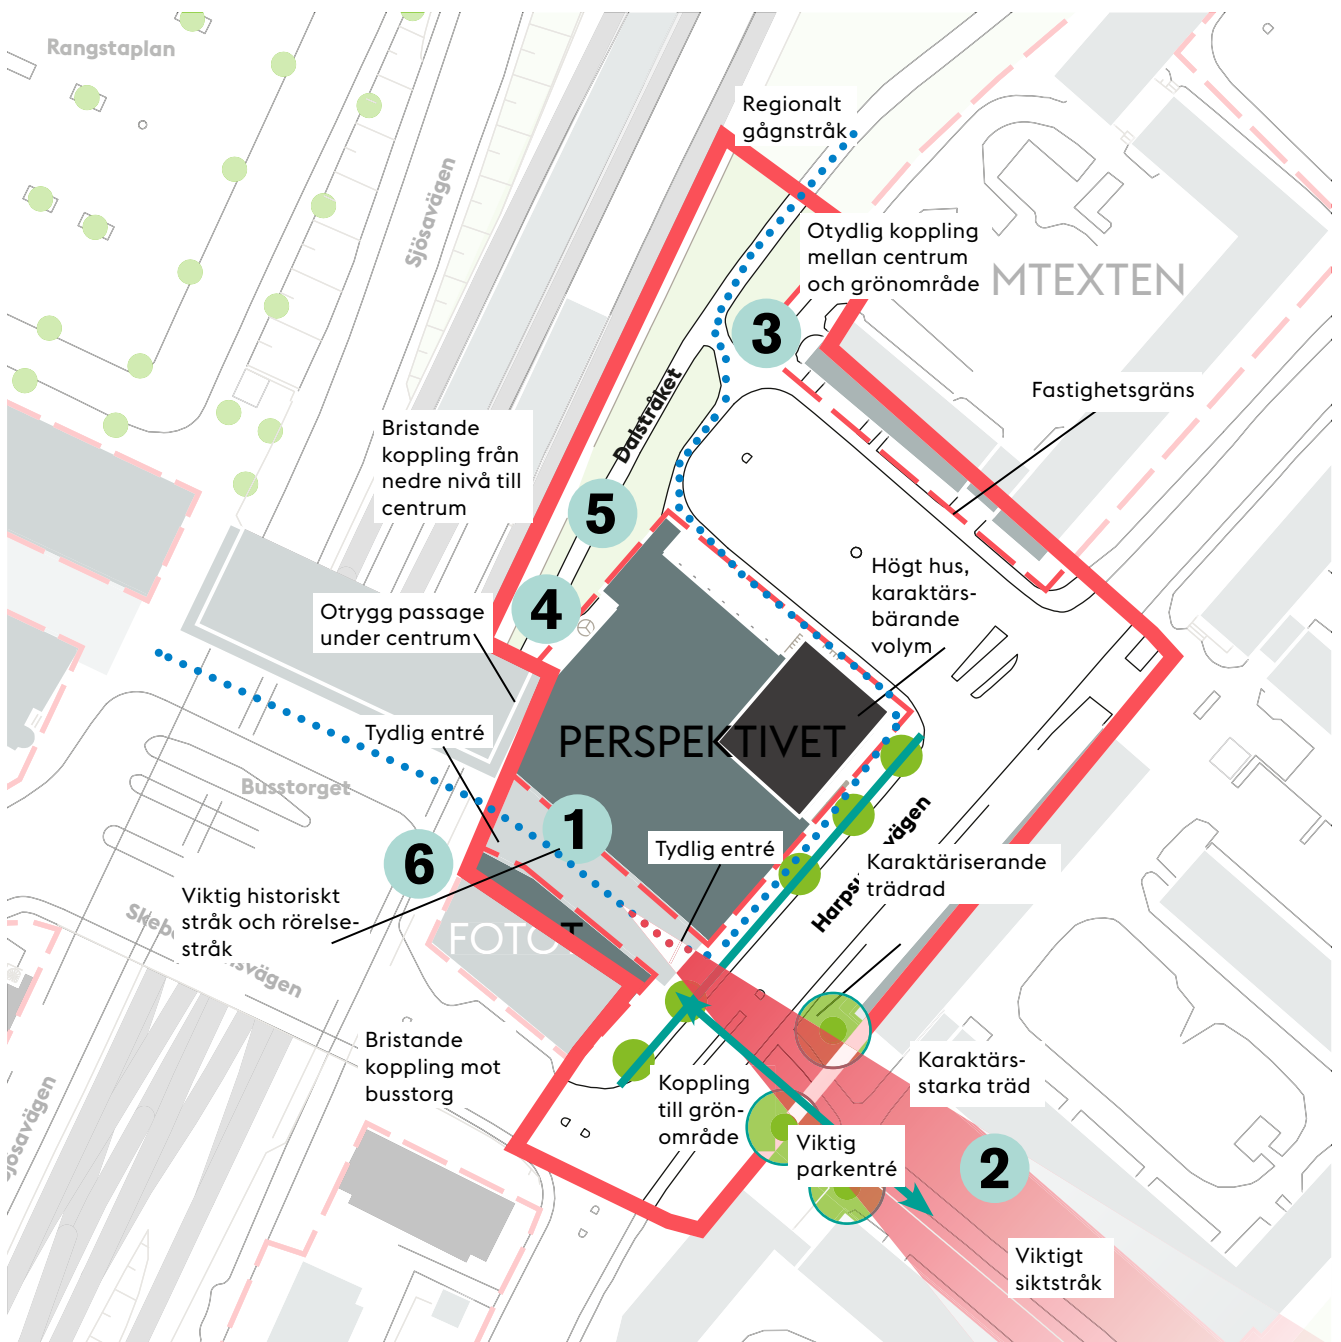 Rangstaplan
Regionalt
gågnstråk
Sjösavägen
Otydlig koppling
mellan centrum
och grönområde
MTEXTEN
3
Fastighetsgräns
Dalstråket
Bristande
koppling från
nedre nivå till
centrum
5
Högt hus,
karaktärs-
bärande
volym
4
Otrygg passage
under centrum
Tydlig entré
PERSPEKTIVET
Busstorget
1
Tydlig entré
6
Karaktäriserande
trädrad
Viktig historiskt
stråk och rörelse-
stråk
FOTOT
Bristande
koppling mot
busstorg
Karaktärs-
starka träd
Koppling
till grön-
område
Viktig
parkentré
2
Sjösavägen
Viktigt
siktstråk